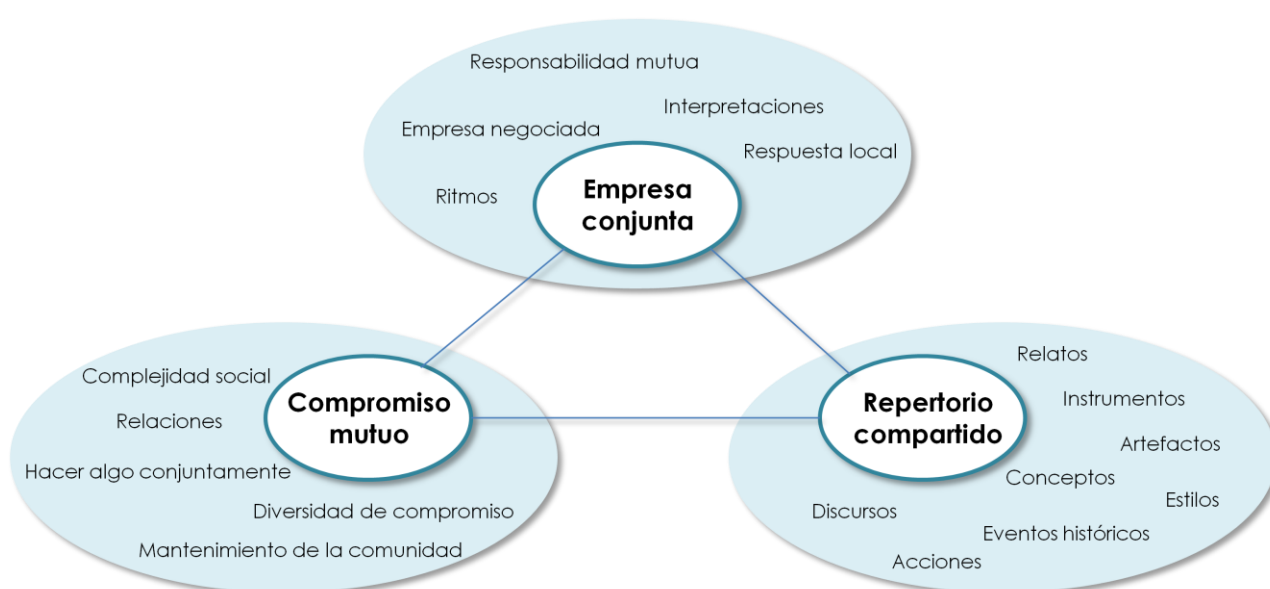 Responsabilidad mutua
Interpretaciones
Empresa negociada
Respuesta local
Ritmos
Empresa
conjunta
Complejidad social
Relaciones
Hacer algo conjuntamente
Diversidad de compromiso
Mantenimiento de la comunidad
Compromiso
mutuo
Repertorio
compartido
Relatos
Instrumentos
Artefactos
Conceptos
Estilos
Discursos
Eventos históricos
Acciones